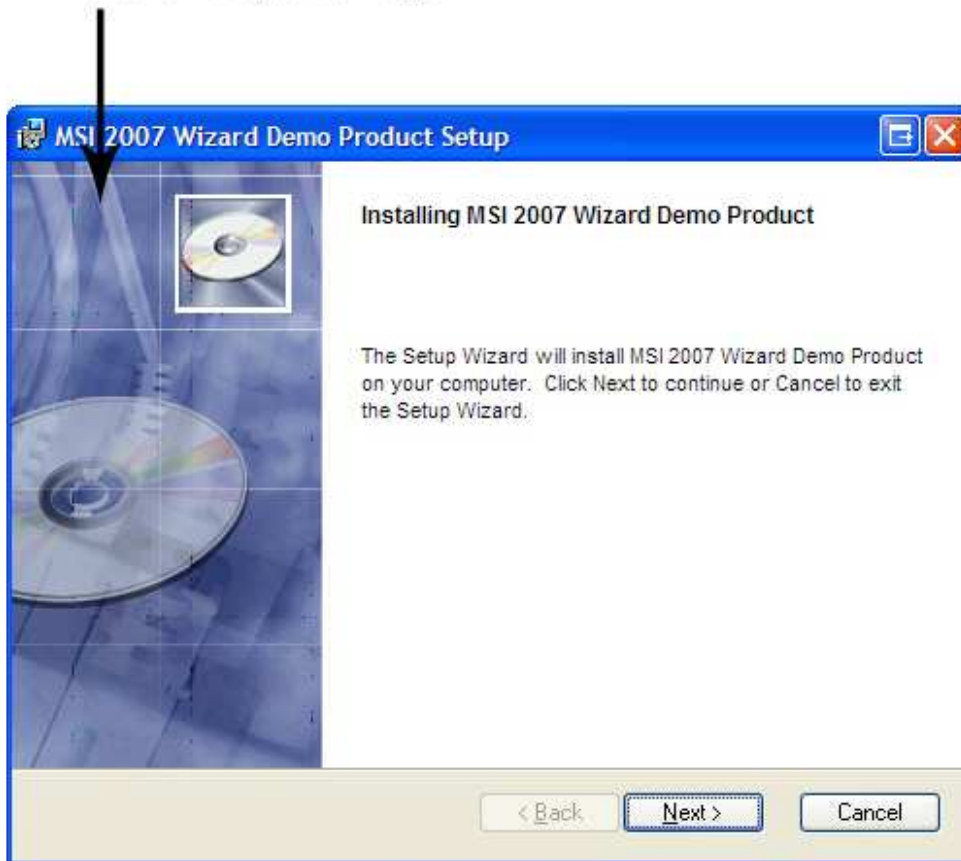 MSI 2007 Wizard Demo Product Setup
Installing MSI 2007 Wizard Demo Product
The Setup Wizard will install MSI 2007 Wizard Demo Product
on your computer. Click Next to continue or Cancel to exit
the Setup Wizard.
< Back
Next >
Cancel